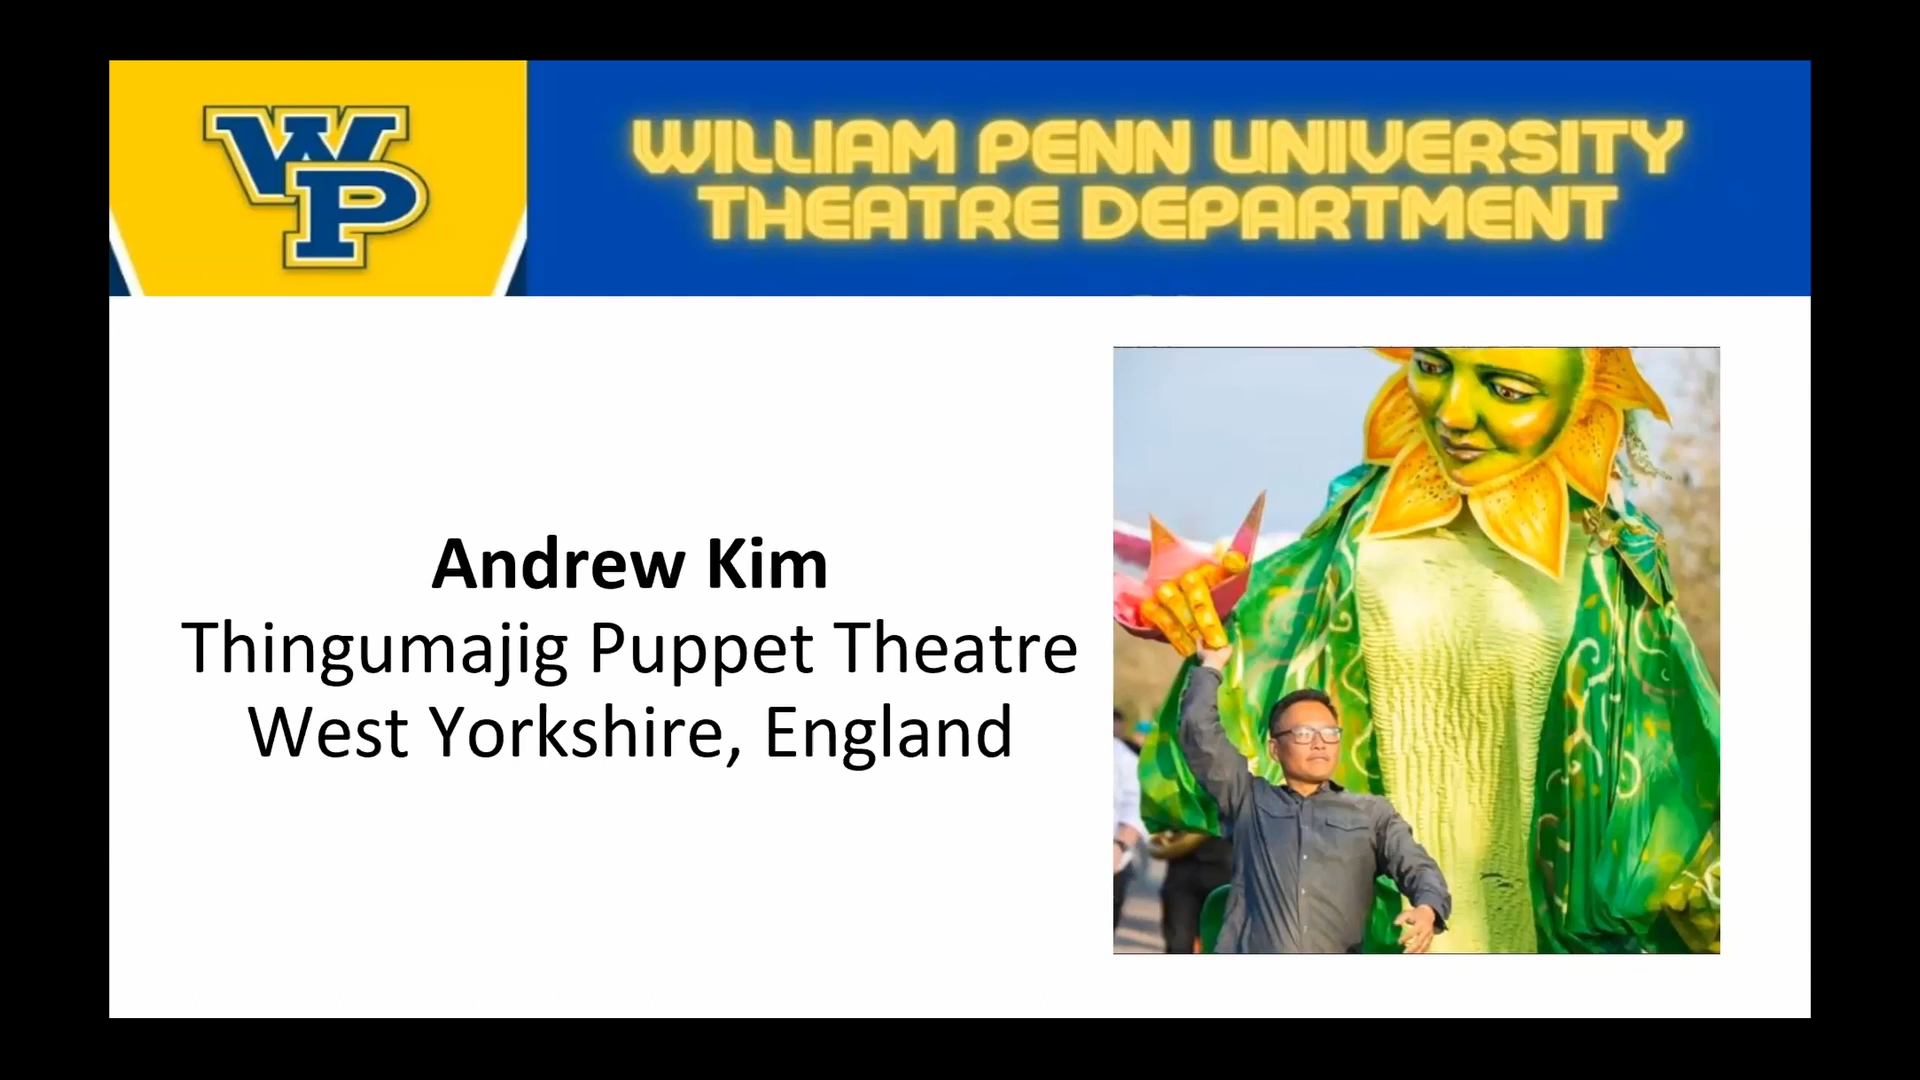 WP
WILLIAM PENN UNIVERSITY
THEATRE DEPARTMENT
Andrew Kim
Thingumajig Puppet Theatre
West Yorkshire, England